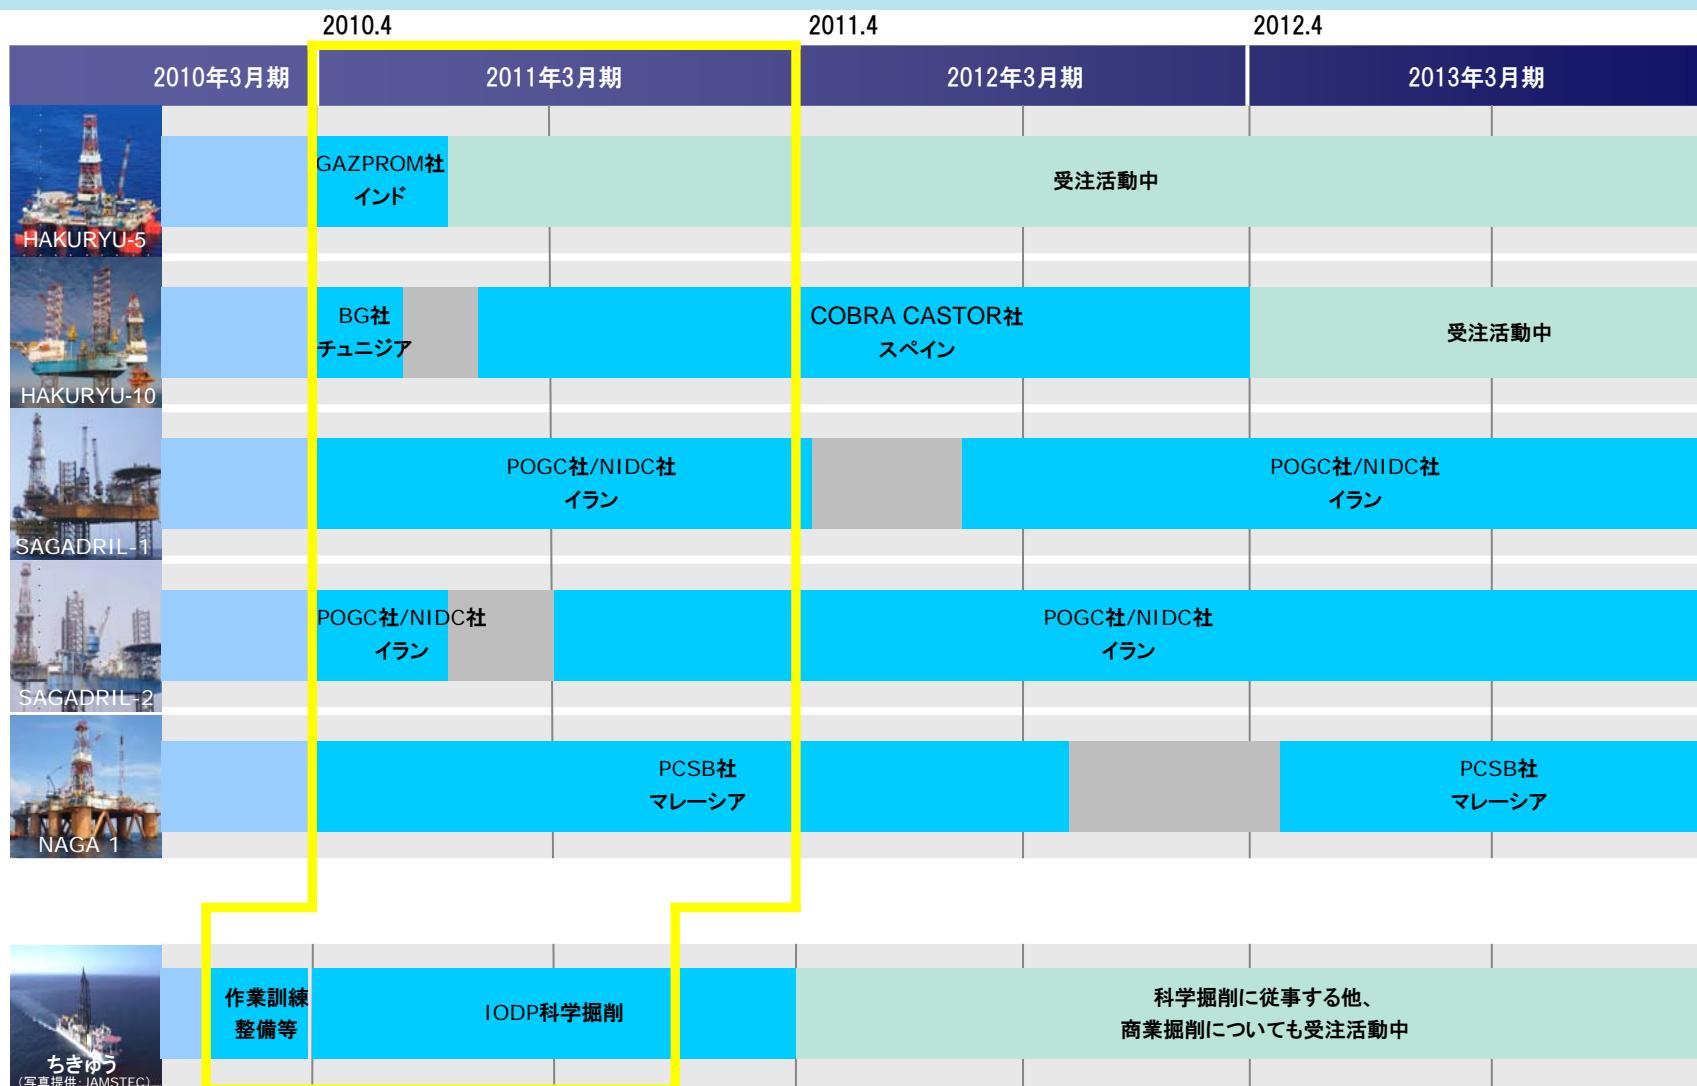 2010.4
2011.4
2012.4
2010年3月期
2011年3月期
2012年3月期
2013年3月期
GAZPROM社
インド
受注活動中
HAKURYU-5
BG社
チュニジア
COBRA CASTOR社
スペイン
受注活動中
HAKURYU-10
POGC社/NIDC社
イラン
POGC社/NIDC社
イラン
SAGADRIL-1
POGC社/NIDC社
イラン
POGC社/NIDC社
イラン
SAGADRIL-2
PCSB社
マレーシア
PCSB社
マレーシア
NAGA 1
作業訓練
整備等
IODP科学掘削
科学掘削に従事する他、
商業掘削についても受注活動中
ちきゅう
(写真提供:JAMSTEC)